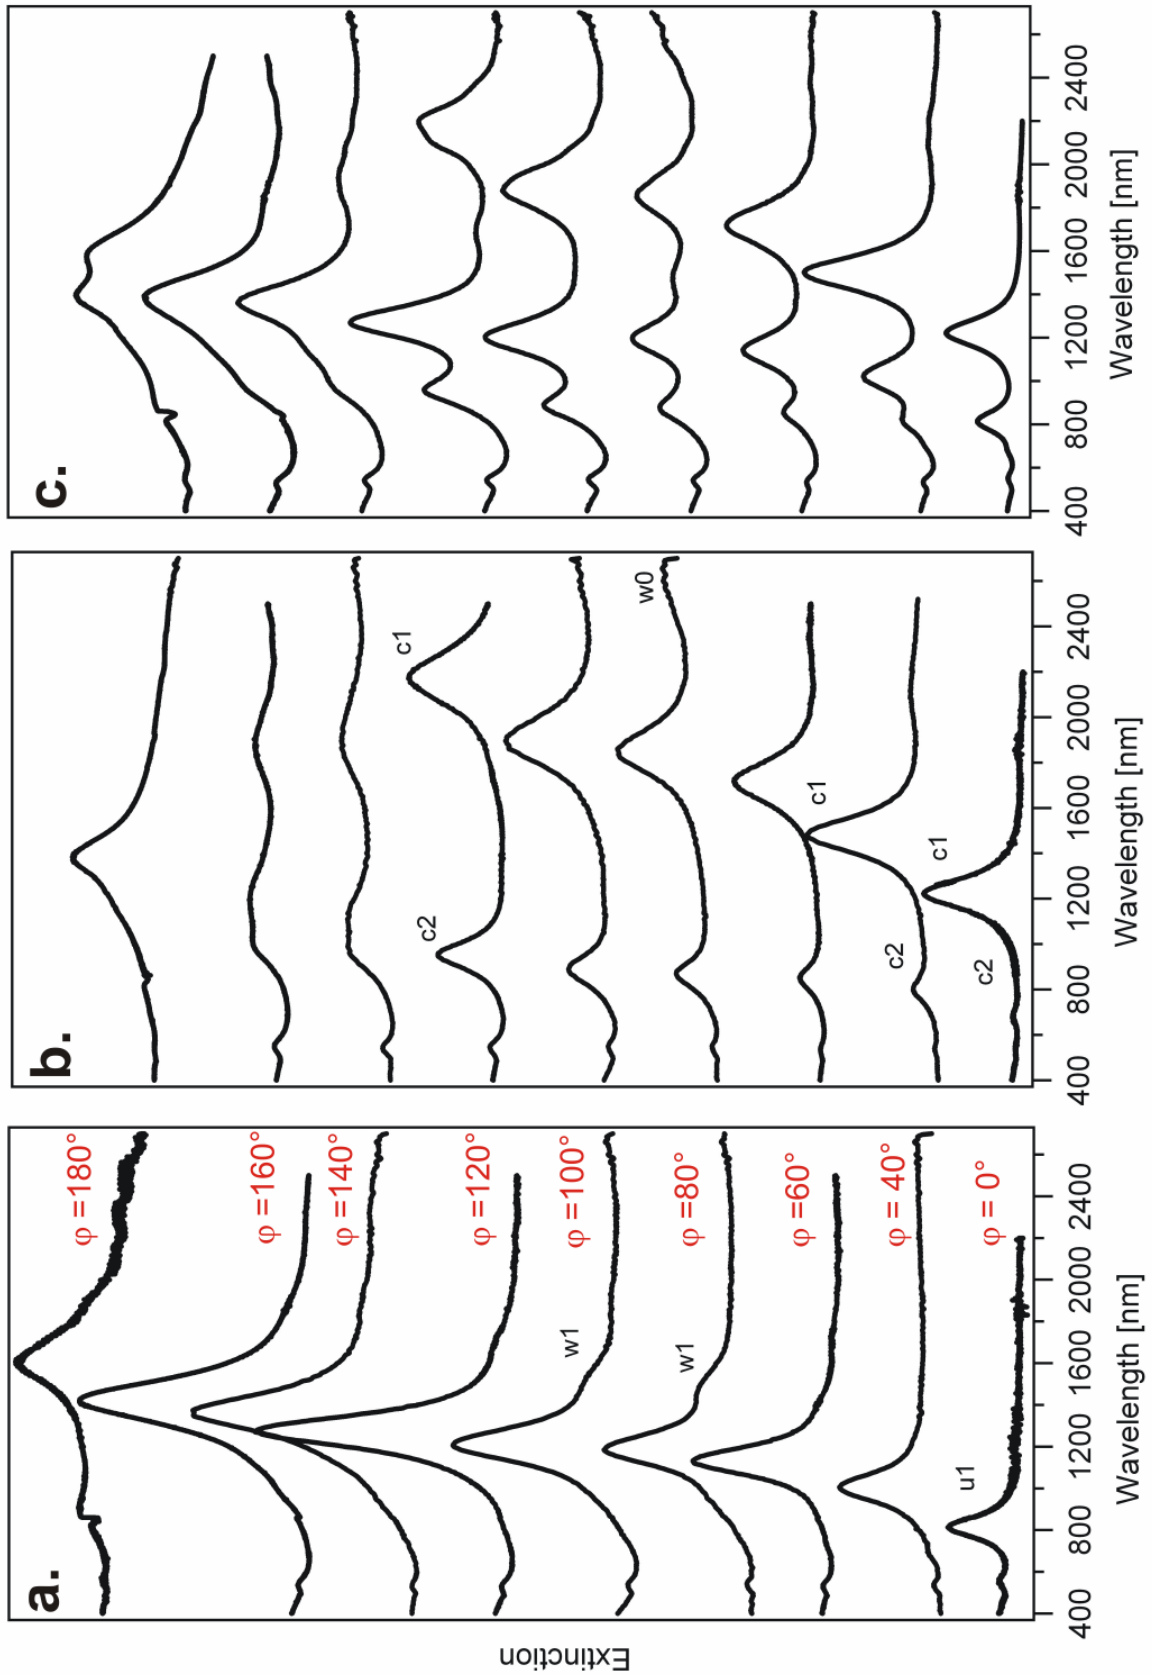 a.
φ =180°
φ =160°
φ =140°
φ =120°
φ =100°
φ =80°
φ =60°
φ = 40°
φ = 0°
w1
w1
u1
400 800 1200 1600 2000 2400
Wavelength [nm]
Extinction
b.
c1
c2
w0
c1
c2
c1
c2
400 800 1200 1600 2000 2400
Wavelength [nm]
c.
400 800 1200 1600 2000 2400
Wavelength [nm]